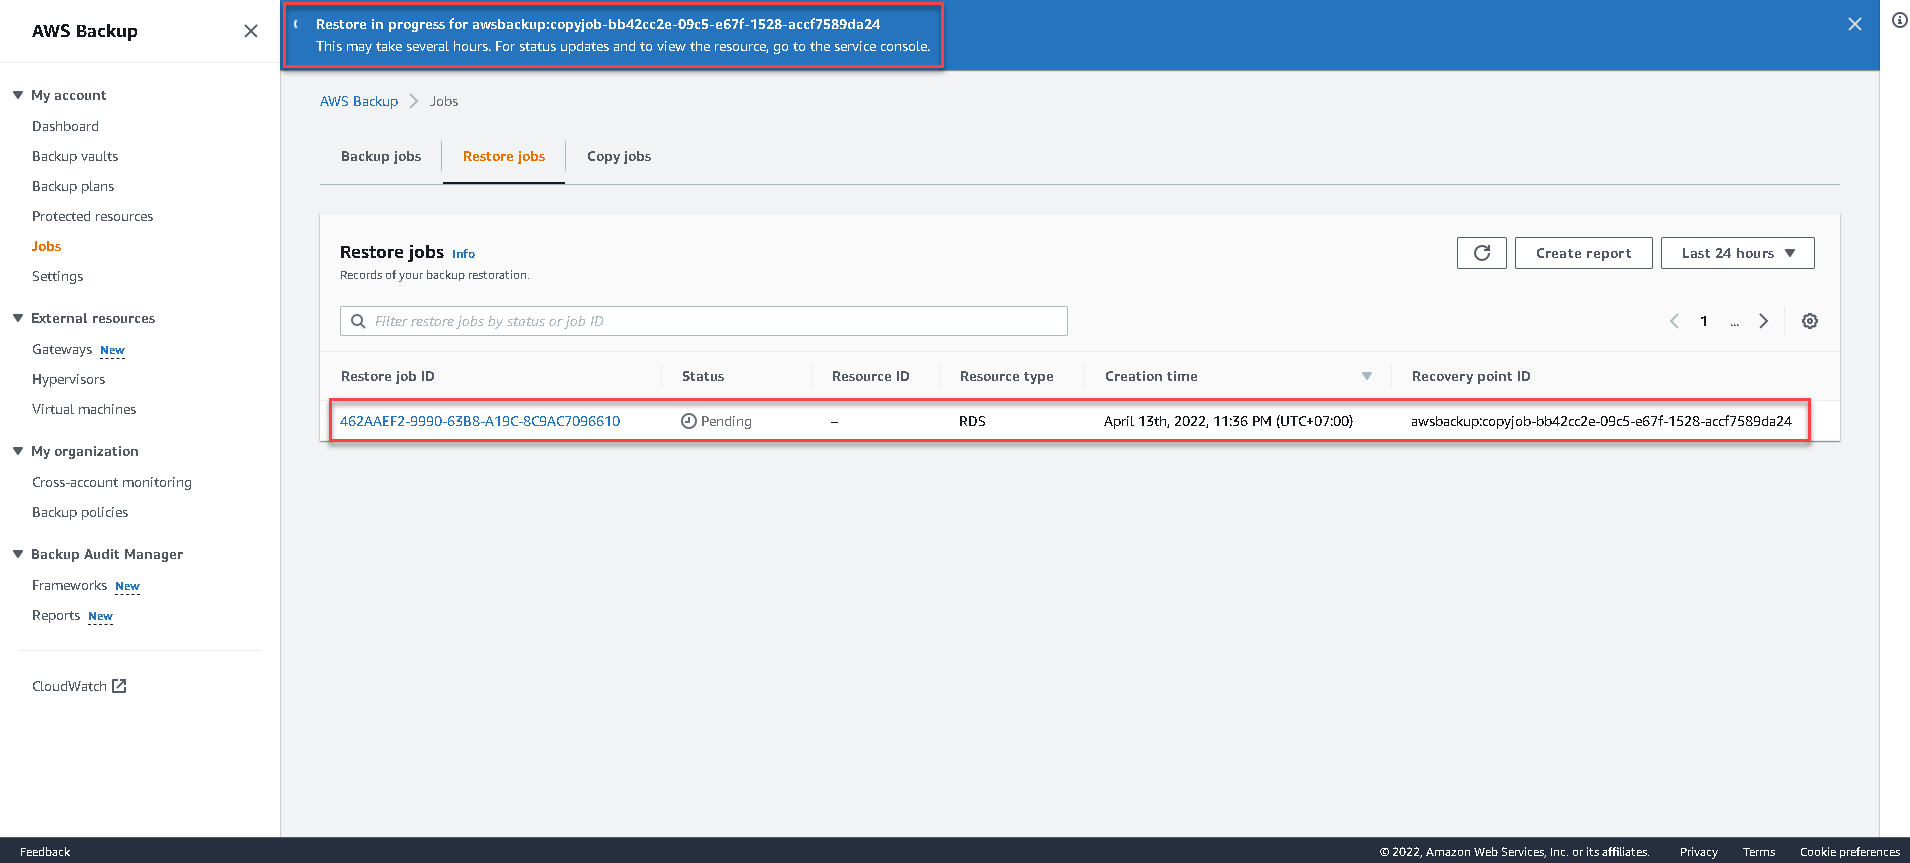 AWS Backup
My account
Dashboard
Backup vaults
Backup plans
Protected resources
Jobs
Settings
External resources
Gateways New
Hypervisors
Virtual machines
My organization
Cross-account monitoring
Backup policies
Backup Audit Manager
Frameworks New
Reports New
CloudWatch
Restore in progress for awsbackup:copyjob-bb42cc2e-09c5-e67f-1528-accf7589da24
This may take several hours. For status updates and to view the resource, go to the service console.
AWS Backup > Jobs
Backup jobs Restore jobs Copy jobs
Restore jobs Info
Records of your backup restoration.
Create report Last 24 hours
Filter restore jobs by status or job ID
1 ...
Restore job ID Status Resource ID Resource type Creation time Recovery point ID
462AAEF2-9990-63B8-A19C-8C9AC7096610 Pending – RDS April 13th, 2022, 11:36 PM (UTC+07:00) awsbackup:copyjob-bb42cc2e-09c5-e67f-1528-accf7589da24
Feedback © 2022, Amazon Web Services, Inc. or its affiliates. Privacy Terms Cookie preferences